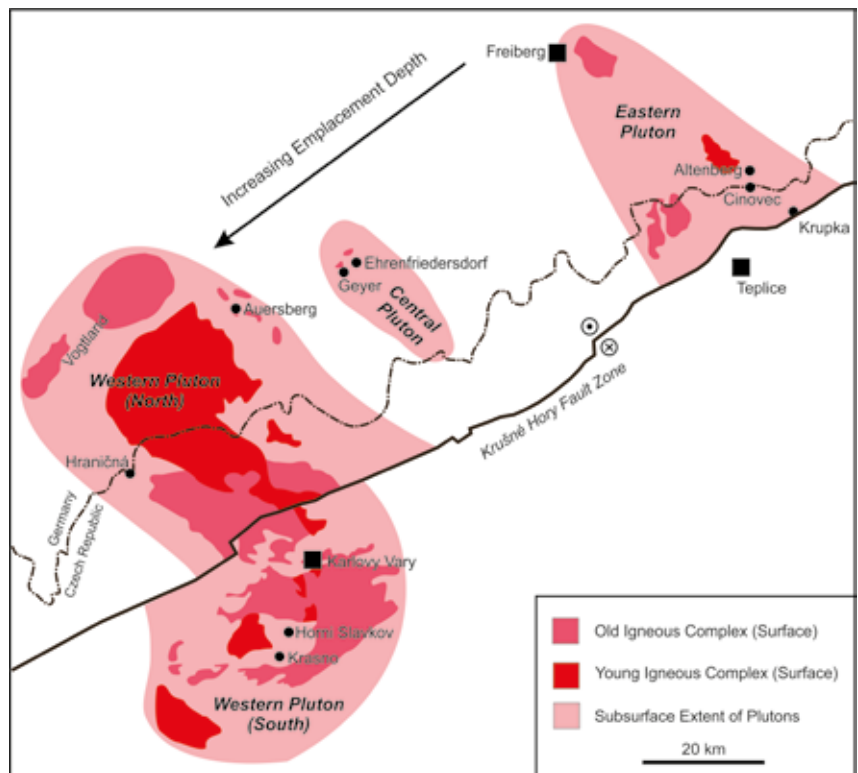 Freiberg
Eastern
Pluton
Altenberg
Cinovec
Krupka
Teplice
Increasing Emplacement Depth
Ehrenfriedersdorf
Geyer
Central
Pluton
Auersberg
Vogtland
Western Pluton
(North)
Krušné Hory Fault Zone
Hraničná
Germany
Czech Republic
Karlovy Vary
Horni Slavkov
Krasno
Western Pluton
(South)
Old Igneous Complex (Surface)
Young Igneous Complex (Surface)
Subsurface Extent of Plutons
20 km